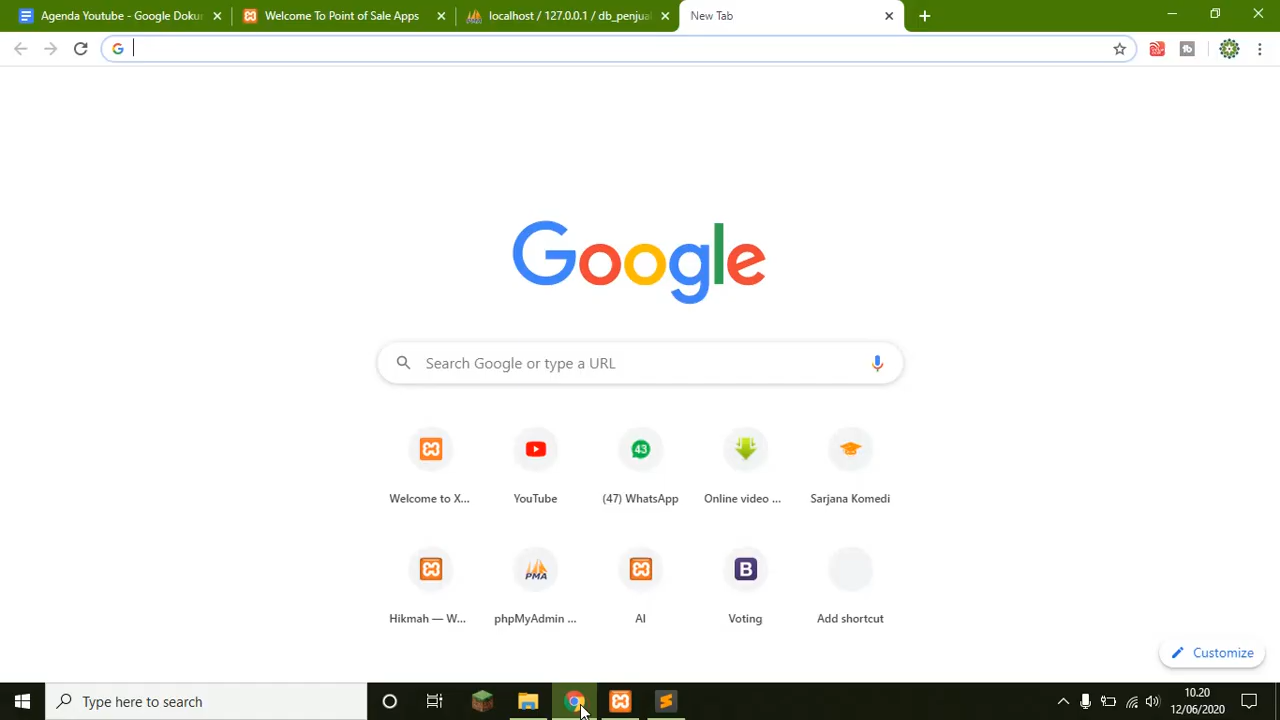 Agenda Youtube - Google Dokur
Welcome To Point of Sale Apps
localhost / 127.0.0.1 / db_penjual
New Tab
Google
Search Google or type a URL
43
Welcome to X...
YouTube
(47) WhatsApp
Online video ...
Sarjana Komedi
PMA
B
Hikmah — W...
phpMyAdmin ...
AI
Voting
Add shortcut
Customize
Type here to search
10.20
12/06/2020